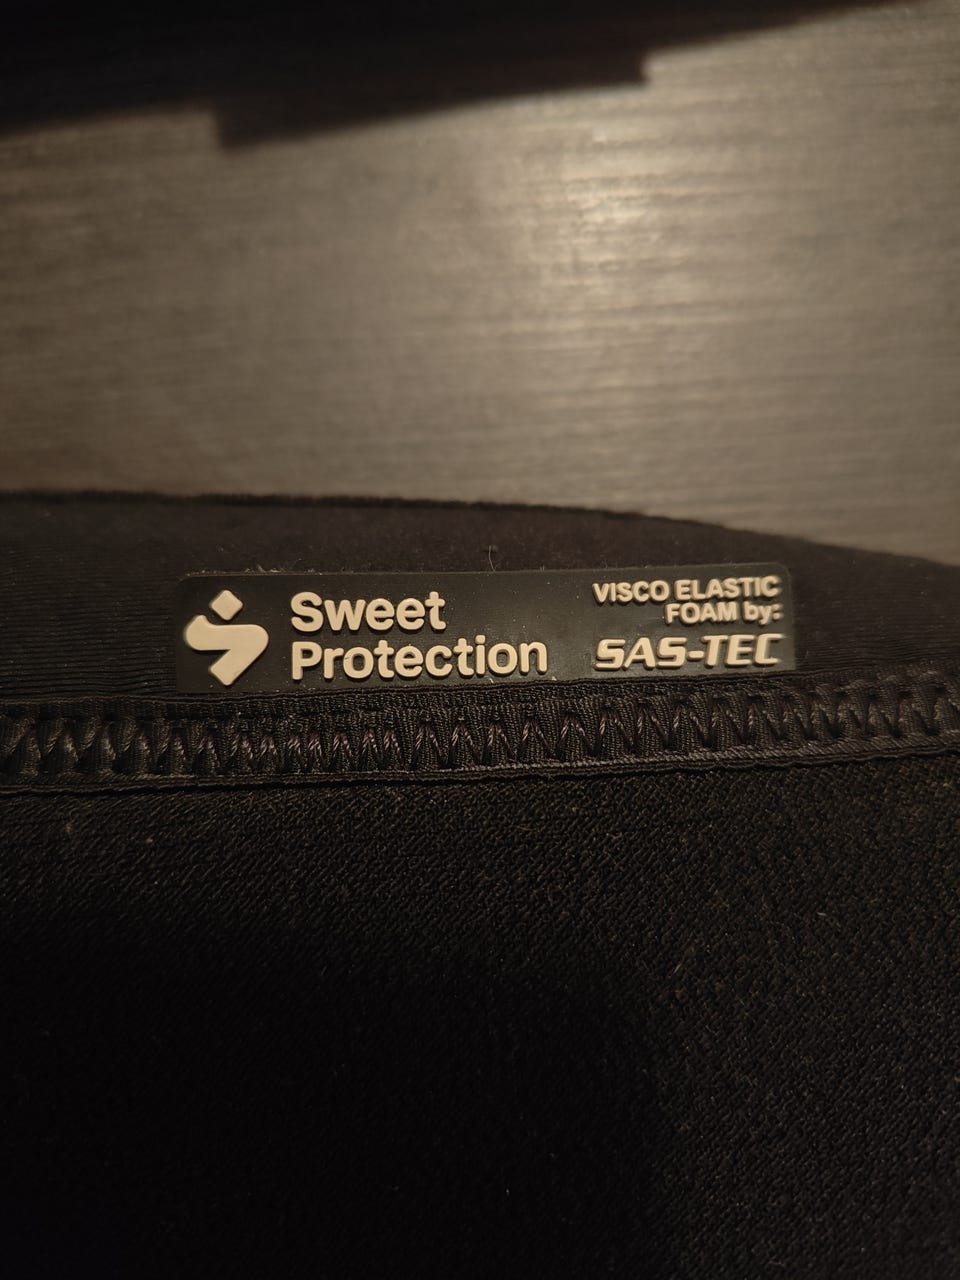 Sweet
Protection
VISCO ELASTIC
FOAM by:
SAS-TEC